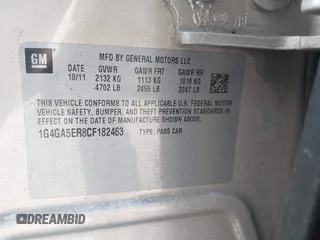 GM
MFD BY GENERAL MOTORS LLC
10/11
GVWR GAWR FRT GAWR RR
2132 KG 1113 KG 1019 KG
4702 LB 2455 LB 2247 LB
THIS VEHICLE CONFORMS TO ALL APPLICABLE U.S. FEDERAL MOTOR
VEHICLE SAFETY, BUMPER, AND THEFT PREVENTION STANDARDS IN
EFFECT ON THE DATE OF MANUFACTURE SHOWN ABOVE.
1G4GA5ER8CF182463 TYPE: PASS CAR
DREAMBID